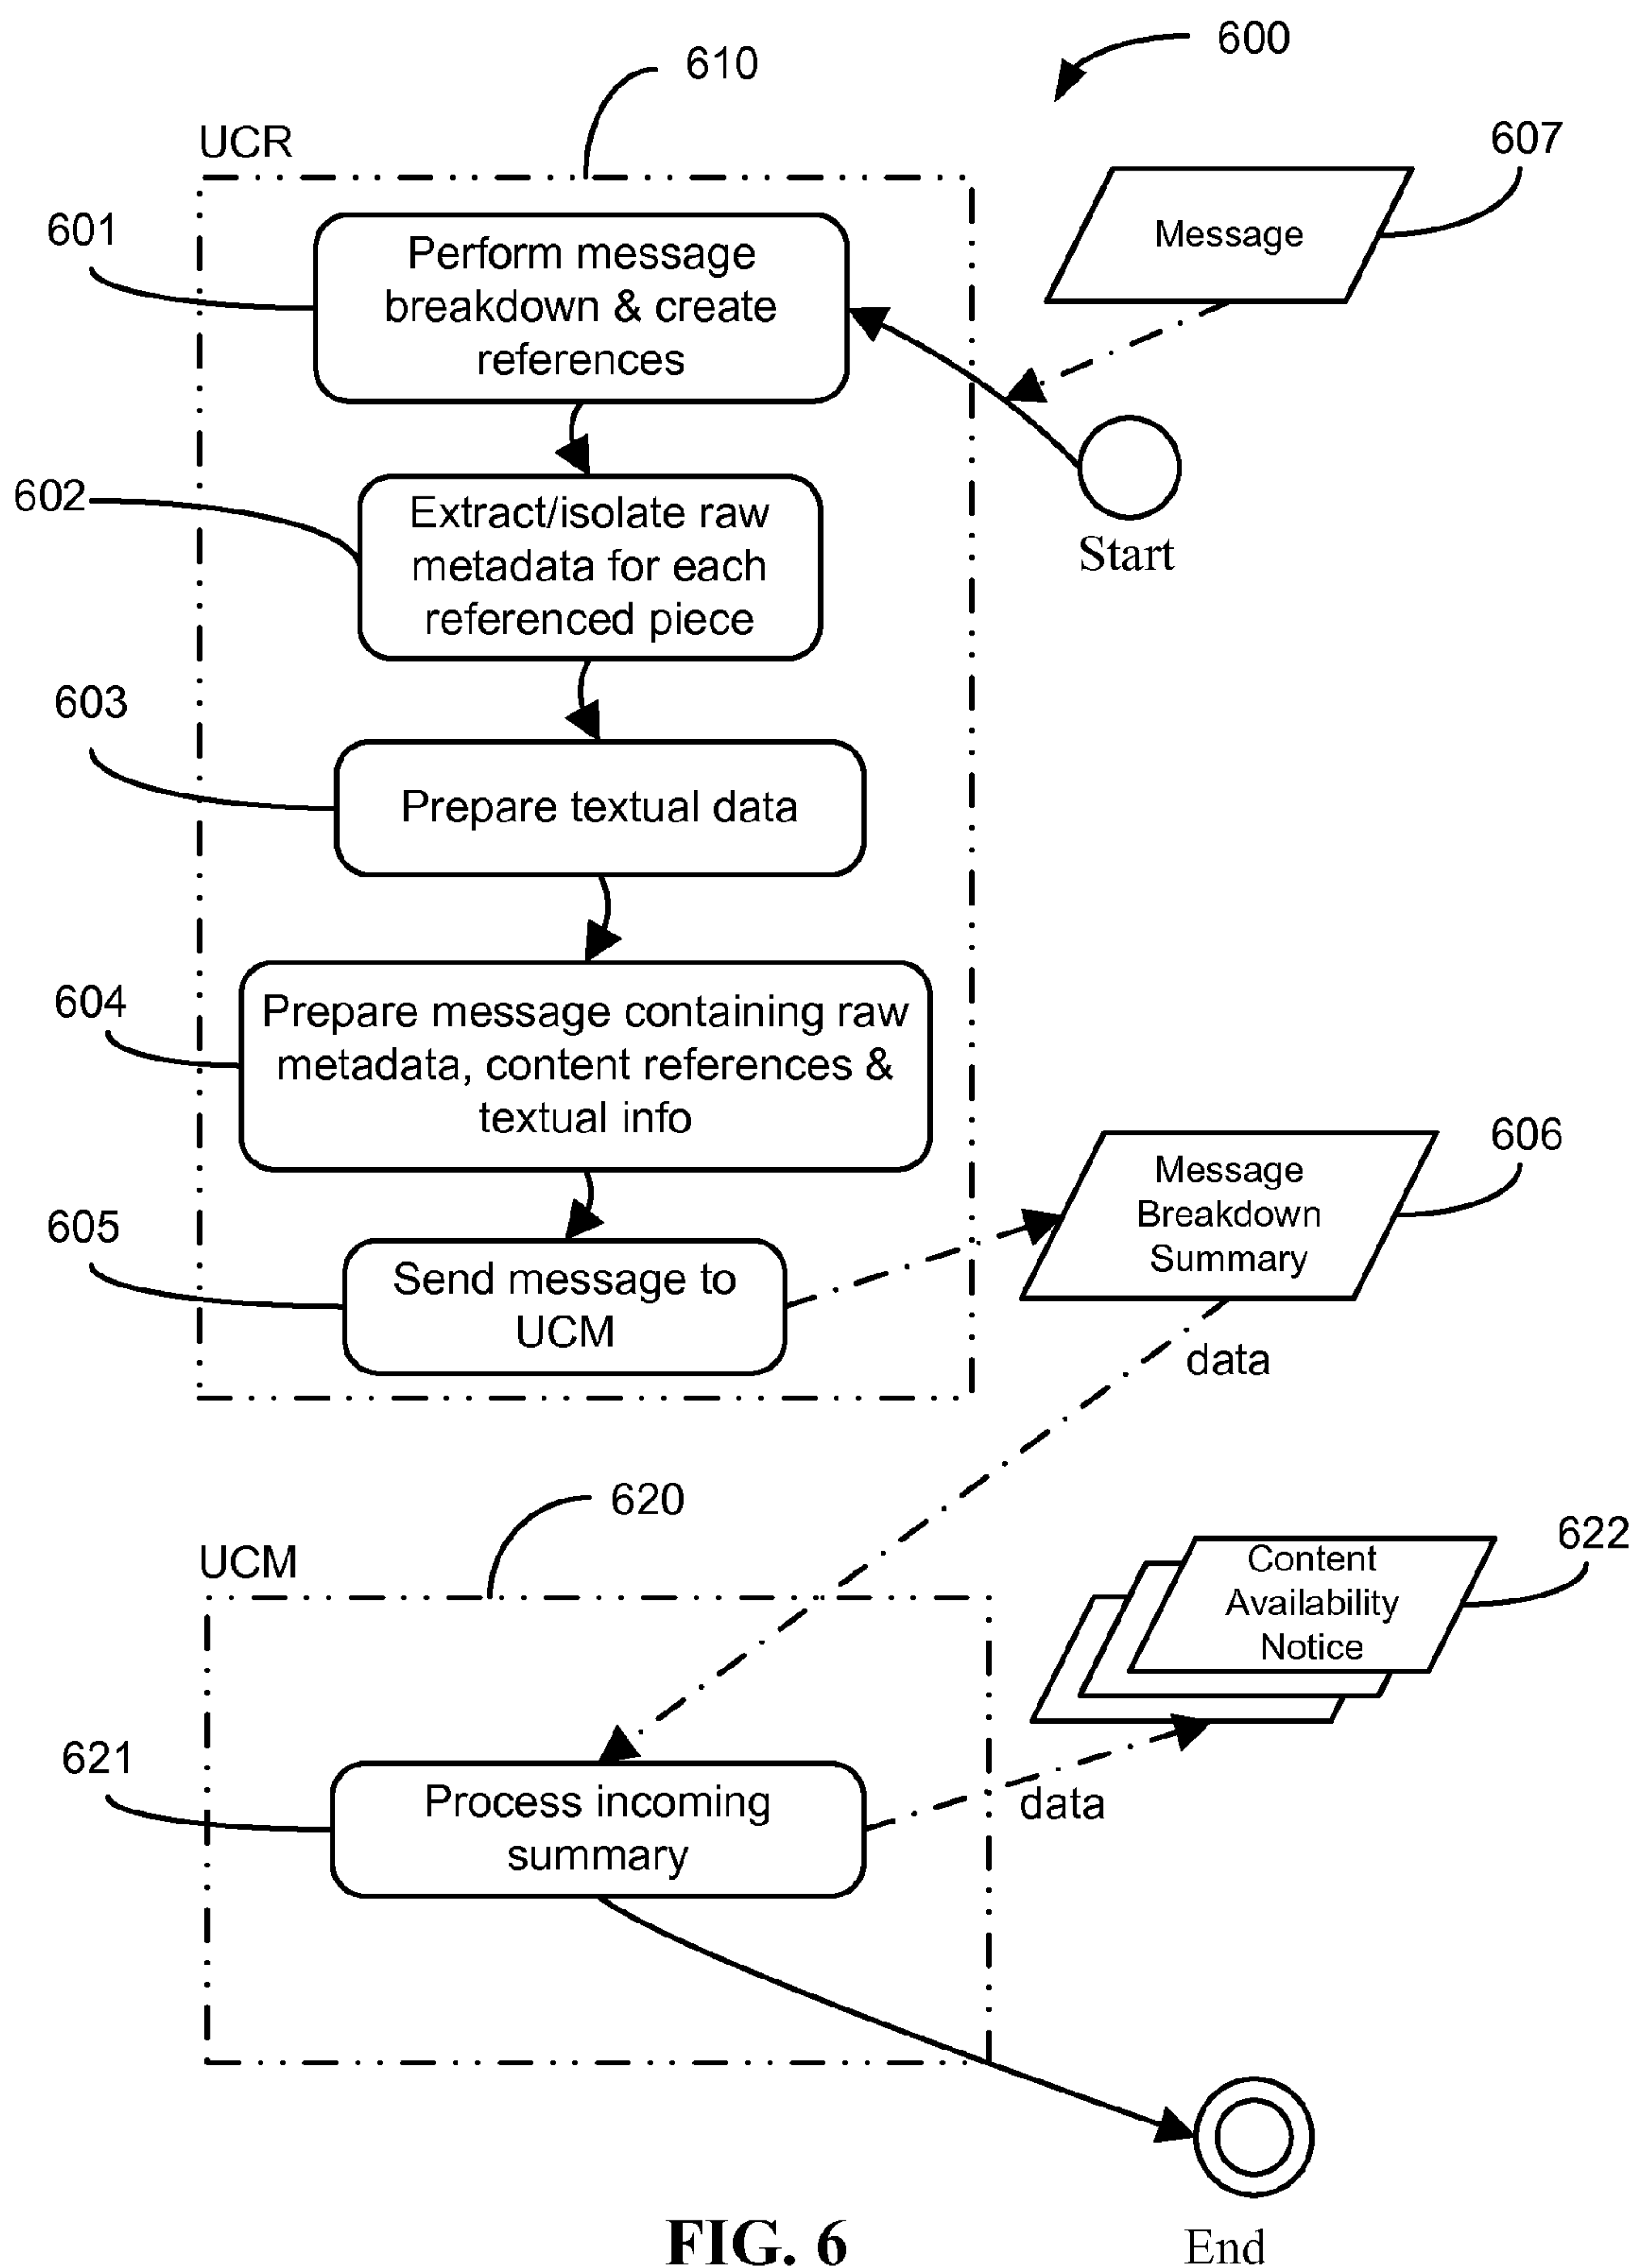 600
610
607
UCR
601
Message
Perform message
breakdown & create
references
602
Extract/isolate raw
metadata for each
referenced piece
Start
603
Prepare textual data
604
Prepare message containing raw
metadata, content references &
textual info
606
Message
Breakdown
Summary
605
Send message to
UCM
data
620
622
UCM
Content
Availability
Notice
621
Process incoming
summary
data
FIG. 6
End